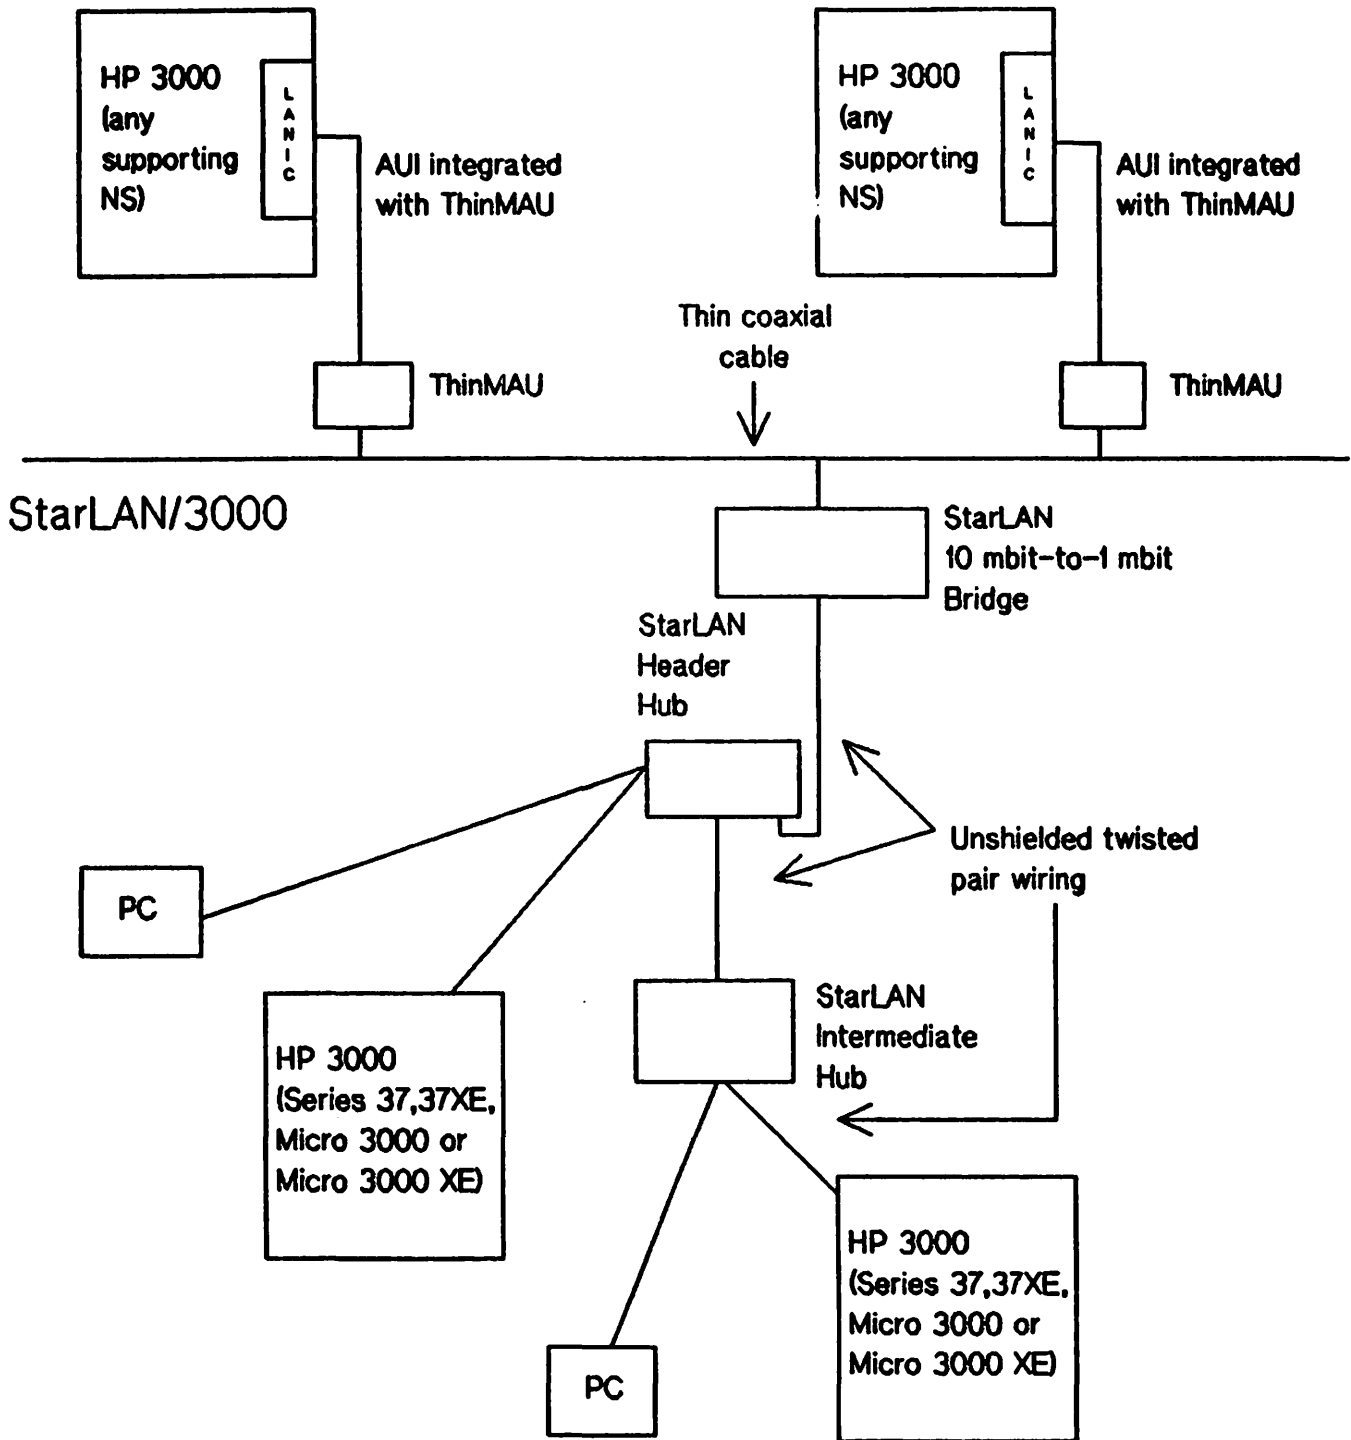 HP 3000
(any
supporting
NS)
LANIC
AUI integrated
with ThinMAU
HP 3000
(any
supporting
NS)
LANIC
AUI integrated
with ThinMAU
Thin coaxial
cable
ThinMAU
ThinMAU
StarLAN/3000
StarLAN
10 mbit-to-1 mbit
Bridge
StarLAN
Header
Hub
Unshielded twisted
pair wiring
PC
StarLAN
Intermediate
Hub
HP 3000
(Series 37,37XE,
Micro 3000 or
Micro 3000 XE)
HP 3000
(Series 37,37XE,
Micro 3000 or
Micro 3000 XE)
PC